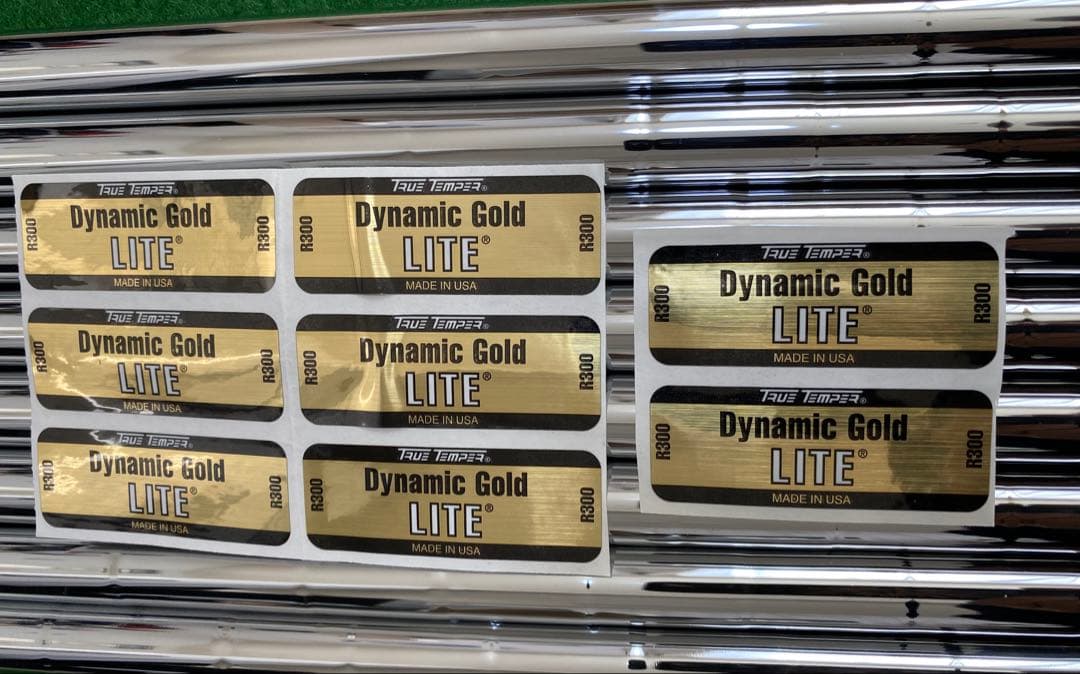 TRUE TEMPER®
Dynamic Gold
LITE®
MADE IN USA
R300
R300
TRUE TEMPER®
Dynamic Gold
LITE®
MADE IN USA
R300
R300
TRUE TEMPER®
Dynamic Gold
LITE®
MADE IN USA
R300
R300
TRUE TEMPER®
Dynamic Gold
LITE®
MADE IN USA
R300
R300
TRUE TEMPER®
Dynamic Gold
LITE®
MADE IN USA
R300
R300
TRUE TEMPER®
Dynamic Gold
LITE®
MADE IN USA
R300
R300
TRUE TEMPER®
Dynamic Gold
LITE®
MADE IN USA
R300
R300
TRUE TEMPER®
Dynamic Gold
LITE®
MADE IN USA
R300
R300